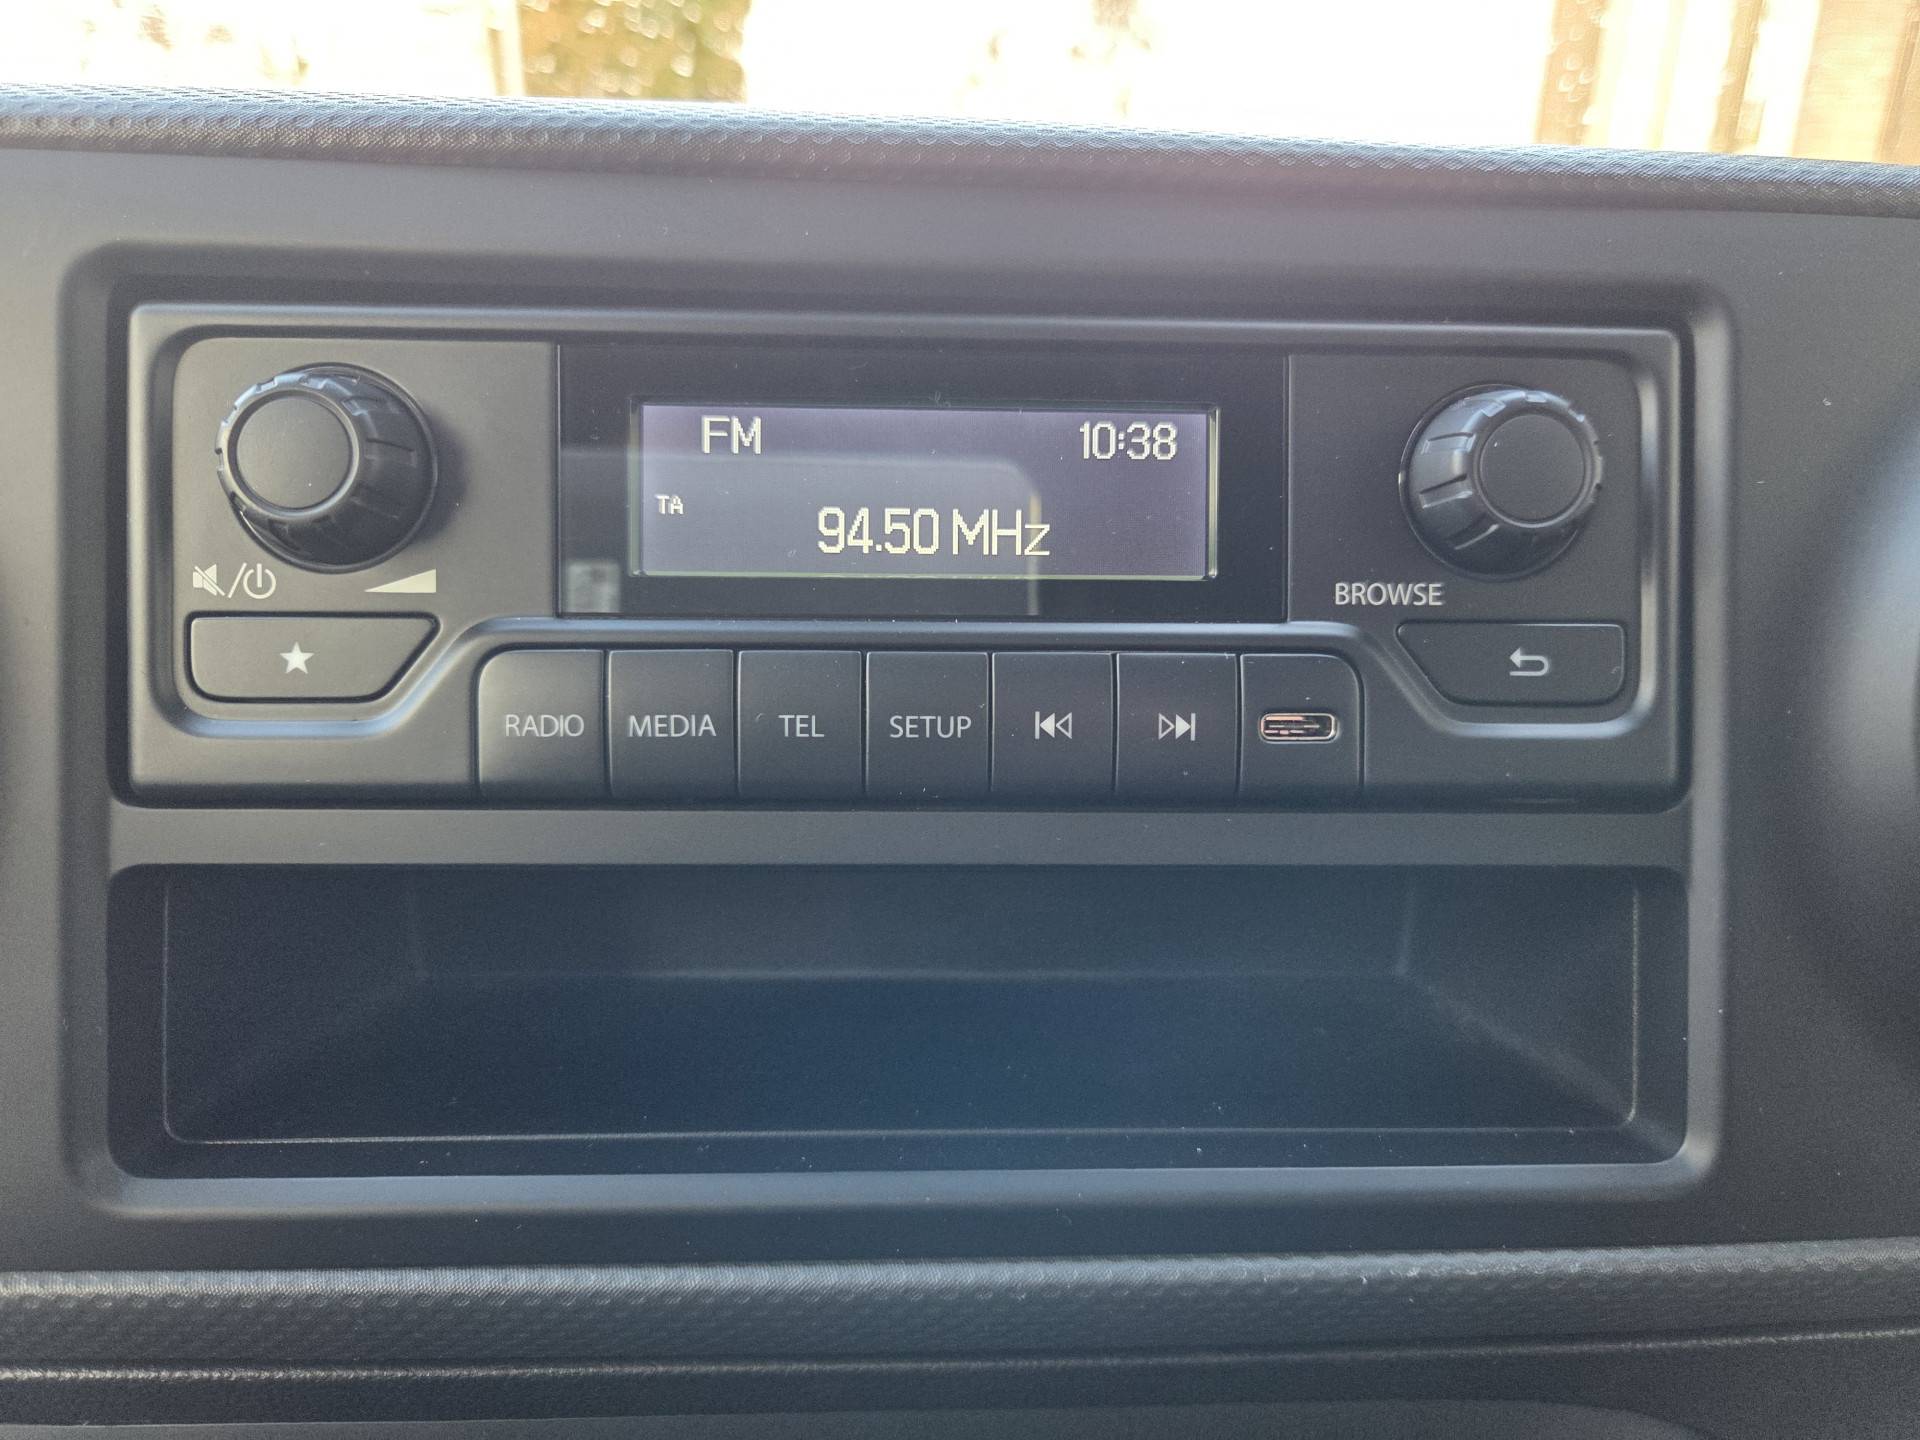 FM 10:38
TA
94.50 MHz
BROWSE
RADIO MEDIA TEL SETUP